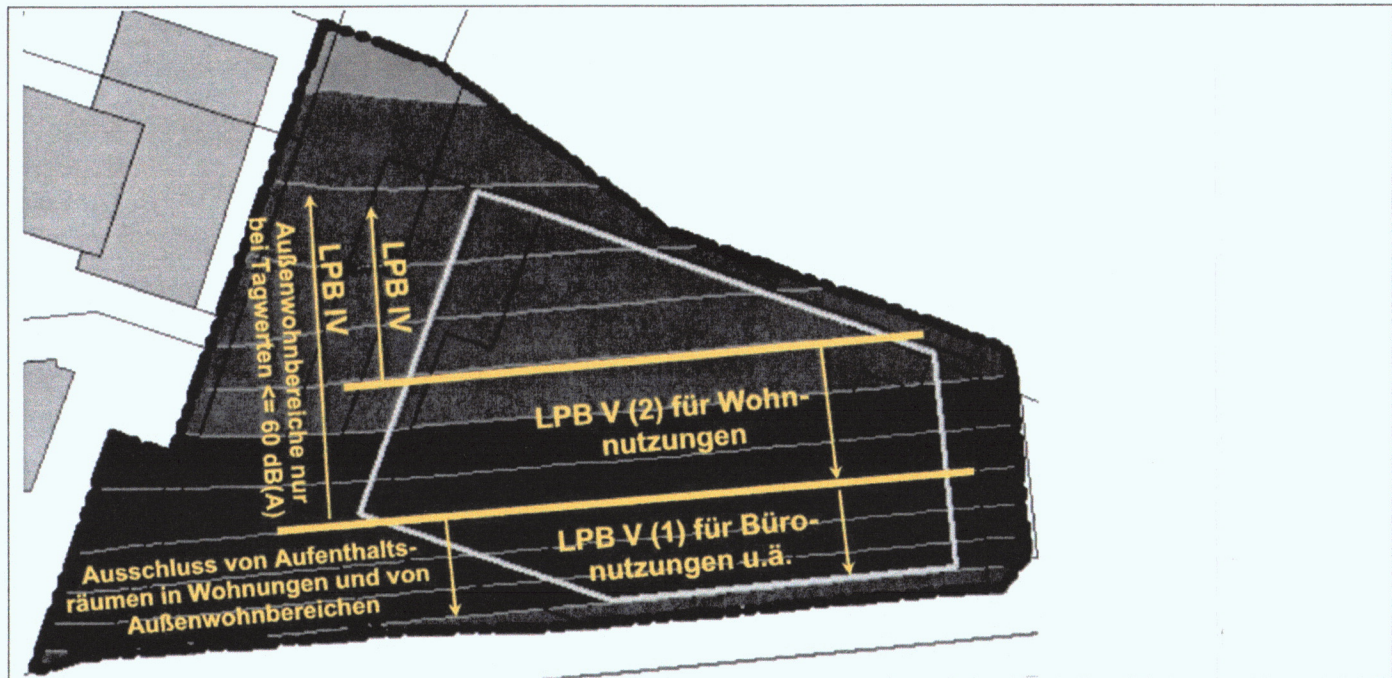 Außenwohnbereiche nur
bei Tagwerten <= 60 dB(A)
LPB IV
LPB IV
LPB V (2) für Wohn-
nutzungen
LPB V (1) für Büro-
nutzungen u.ä.
Ausschluss von Aufenthalts-
räumen in Wohnungen und von
Außenwohnbereichen